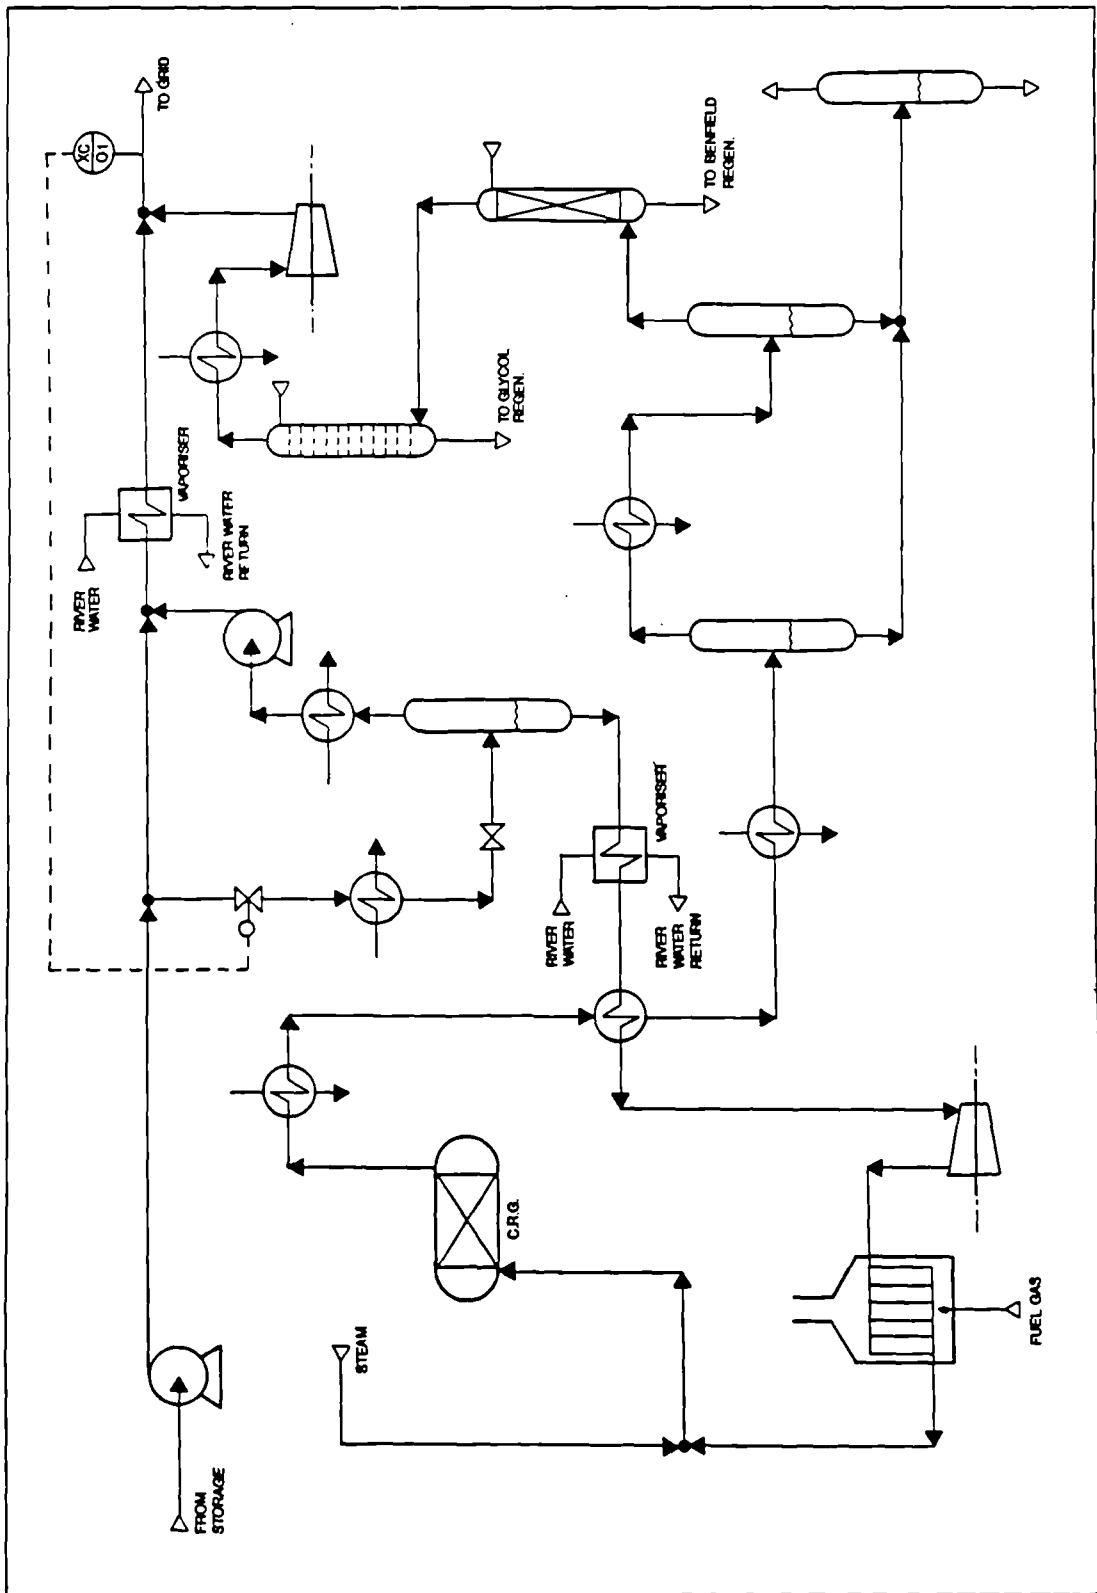 FROM
STORAGE
STEAM
FUEL GAS
C.R.G.
RIVER
WATER
RIVER
WATER
RETURN
VAPORISER
RIVER
WATER
RIVER WATER
RETURN
VAPORISER
TO GLYCOL
REGEN.
TO BENFIELD
REGEN.
XC
01
TO GRID